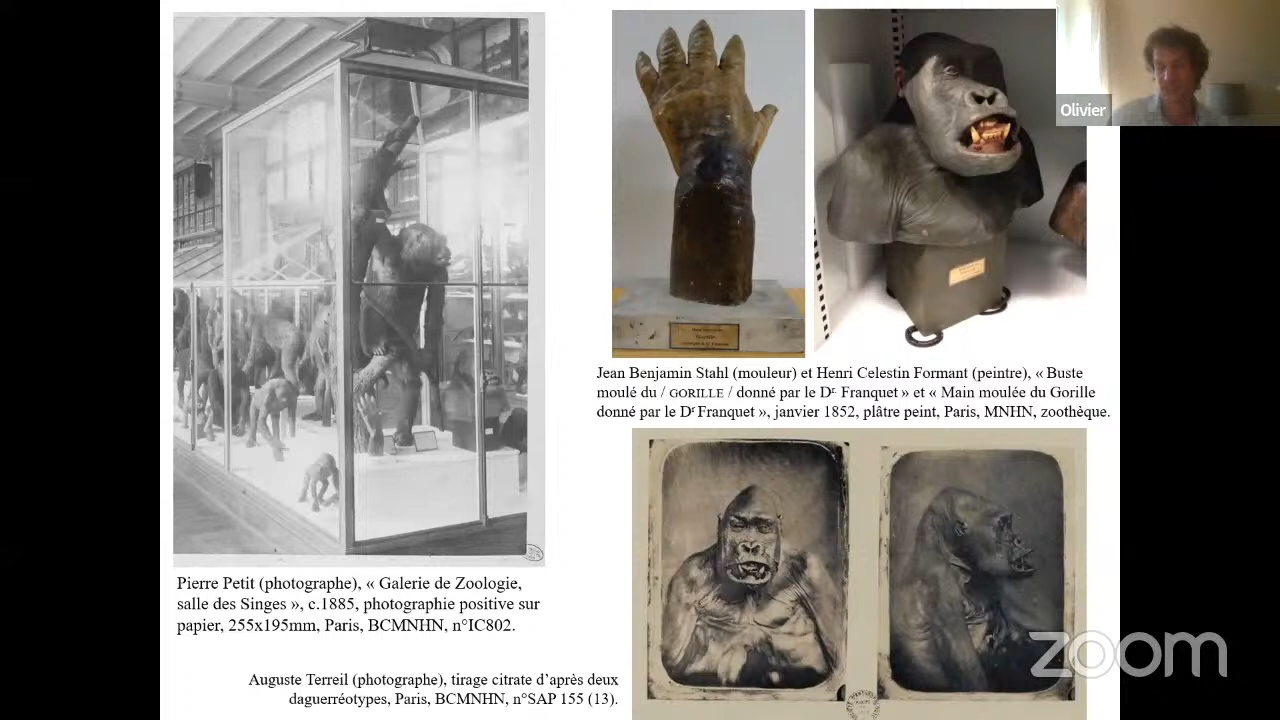 Olivier
Jean Benjamin Stahl (mouleur) et Henri Celestin Formant (peintre), « Buste
moulé du / GORILLE / donné par le Dr. Franquet » et « Main moulée du Gorille
donné par le Dr Franquet », janvier 1852, plâtre peint, Paris, MNHN, zoothèque.
Pierre Petit (photographe), « Galerie de Zoologie,
salle des Singes », c.1885, photographie positive sur
papier, 255x195mm, Paris, BCMNHN, n°IC802.
Auguste Terreil (photographe), tirage citrate d’après deux
daguerréotypes, Paris, BCMNHN, n°SAP 155 (13).
zoom